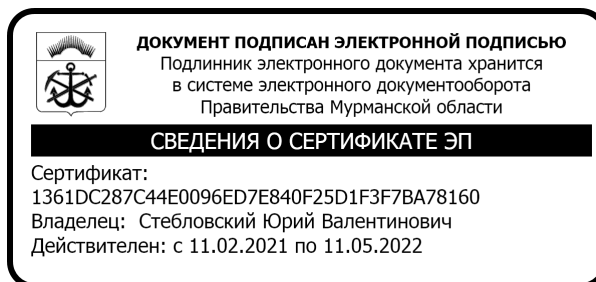 ДОКУМЕНТ ПОДПИСАН ЭЛЕКТРОННОЙ ПОДПИСЬЮ
Подлинник электронного документа хранится
в системе электронного документооборота
Правительства Мурманской области
СВЕДЕНИЯ О СЕРТИФИКАТЕ ЭП
Сертификат:
1361DC287C44E0096ED7E840F25D1F3F7BA78160
Владелец: Стебловский Юрий Валентинович
Действителен: с 11.02.2021 по 11.05.2022